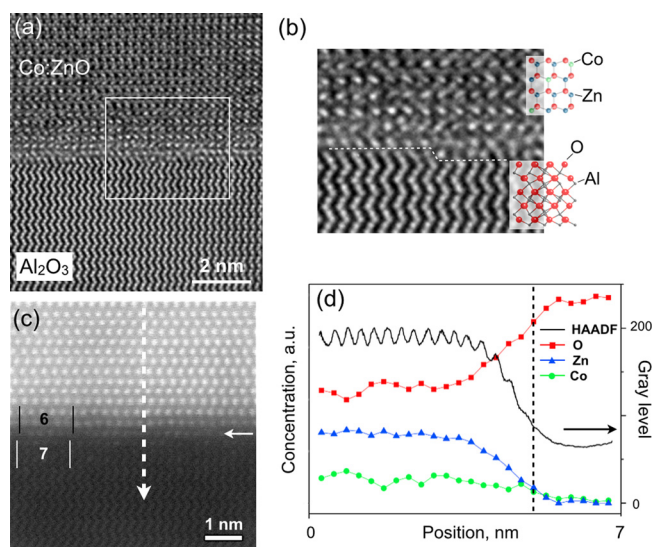 (a)
Co:ZnO
Al₂O₃
2 nm
(b)
Co
Zn
O
Al
(c)
6
7
1 nm
(d)
HAADF
O
Zn
Co
Concentration, a.u.
200
0
Gray level
0
Position, nm
7